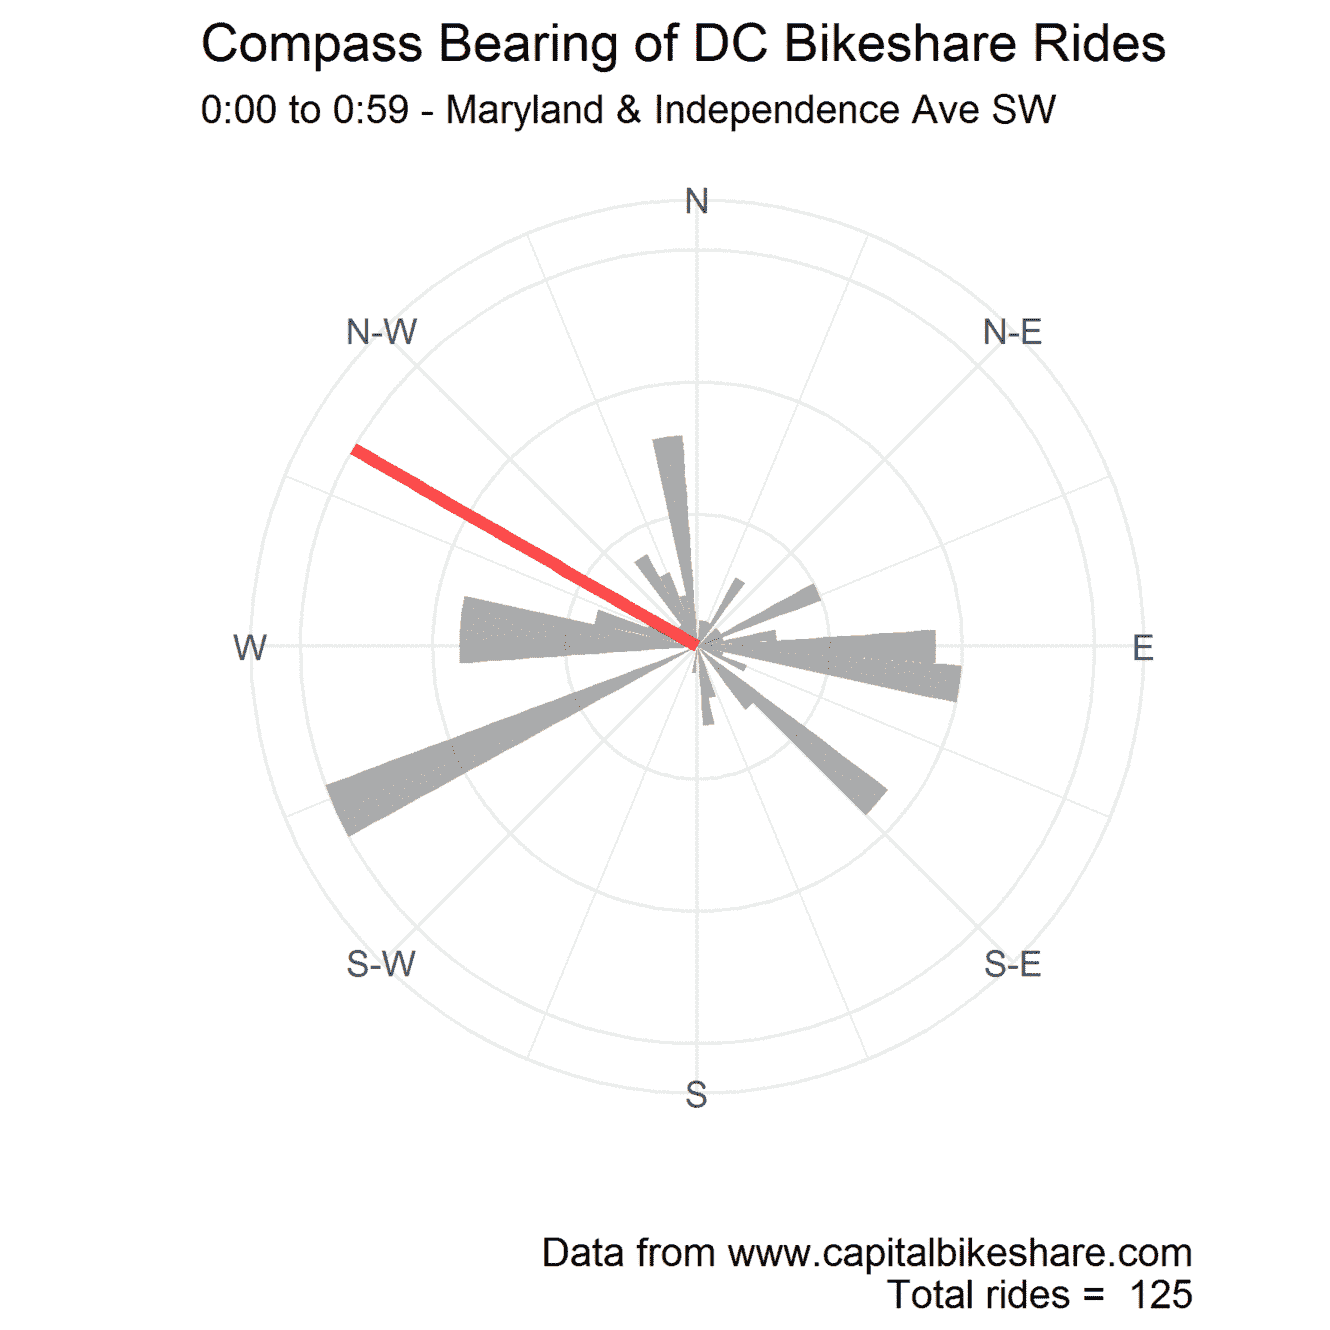 Compass Bearing of DC Bikeshare Rides
0:00 to 0:59 - Maryland & Independence Ave SW
N
N-W
N-E
W
E
S-W
S-E
S
Data from www.capitalbikeshare.com
Total rides =  125